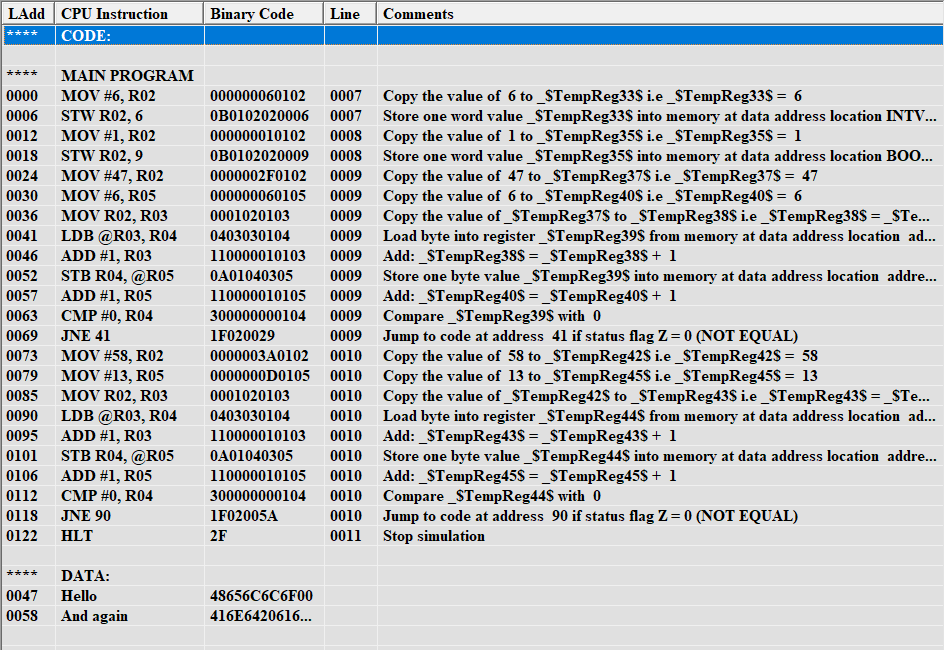 LAdd CPU Instruction Binary Code Line Comments
**** CODE:
**** MAIN PROGRAM
0000 MOV #6, R02 000000060102 0007 Copy the value of 6 to _$TempReg33$ i.e _$TempReg33$ = 6
0006 STW R02, 6 0B0102020006 0007 Store one word value _$TempReg33$ into memory at data address location INTV...
0012 MOV #1, R02 000000010102 0008 Copy the value of 1 to _$TempReg35$ i.e _$TempReg35$ = 1
0018 STW R02, 9 0B0102020009 0008 Store one word value _$TempReg35$ into memory at data address location BOO...
0024 MOV #47, R02 0000002F0102 0009 Copy the value of 47 to _$TempReg37$ i.e _$TempReg37$ = 47
0030 MOV #6, R05 000000060105 0009 Copy the value of 6 to _$TempReg40$ i.e _$TempReg40$ = 6
0036 MOV R02, R03 0001020103 0009 Copy the value of _$TempReg37$ to _$TempReg38$ i.e _$TempReg38$ = _$Te...
0041 LDB @R03, R04 0403030104 0009 Load byte into register _$TempReg39$ from memory at data address location ad...
0046 ADD #1, R03 110000010103 0009 Add: _$TempReg38$ = _$TempReg38$ + 1
0052 STB R04, @R05 0A01040305 0009 Store one byte value _$TempReg39$ into memory at data address location addre...
0057 ADD #1, R05 110000010105 0009 Add: _$TempReg40$ = _$TempReg40$ + 1
0063 CMP #0, R04 300000000104 0009 Compare _$TempReg39$ with 0
0069 JNE 41 1F020029 0009 Jump to code at address 41 if status flag Z = 0 (NOT EQUAL)
0073 MOV #58, R02 0000003A0102 0010 Copy the value of 58 to _$TempReg42$ i.e _$TempReg42$ = 58
0079 MOV #13, R05 0000000D0105 0010 Copy the value of 13 to _$TempReg45$ i.e _$TempReg45$ = 13
0085 MOV R02, R03 0001020103 0010 Copy the value of _$TempReg42$ to _$TempReg43$ i.e _$TempReg43$ = _$Te...
0090 LDB @R03, R04 0403030104 0010 Load byte into register _$TempReg44$ from memory at data address location ad...
0095 ADD #1, R03 110000010103 0010 Add: _$TempReg43$ = _$TempReg43$ + 1
0101 STB R04, @R05 0A01040305 0010 Store one byte value _$TempReg44$ into memory at data address location addre...
0106 ADD #1, R05 110000010105 0010 Add: _$TempReg45$ = _$TempReg45$ + 1
0112 CMP #0, R04 300000000104 0010 Compare _$TempReg44$ with 0
0118 JNE 90 1F02005A 0010 Jump to code at address 90 if status flag Z = 0 (NOT EQUAL)
0122 HLT 2F 0011 Stop simulation
**** DATA:
0047 Hello 48656C6C6F00
0058 And again 416E6420616...